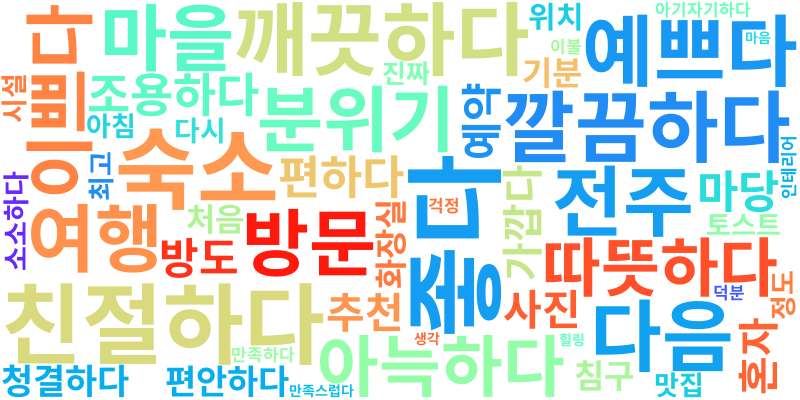 마을
깨끗하다
위치
아기자기하다
이불
마음
예쁘다
이쁘다
시설
진짜
기분
조용하다
분위기
예약
깔끔하다
아침
다시
최고
숙소
편하다
좋다
전주
마당
인테리어
소소하다
여행
처음
방도
방문
화장실
걱정
가깝다
토스트
따뜻하다
친절하다
추천
사진
다음
덕분
정도
혼자
생각
힐링
만족하다
아늑하다
청결하다
편안하다
만족스럽다
침구
맛집